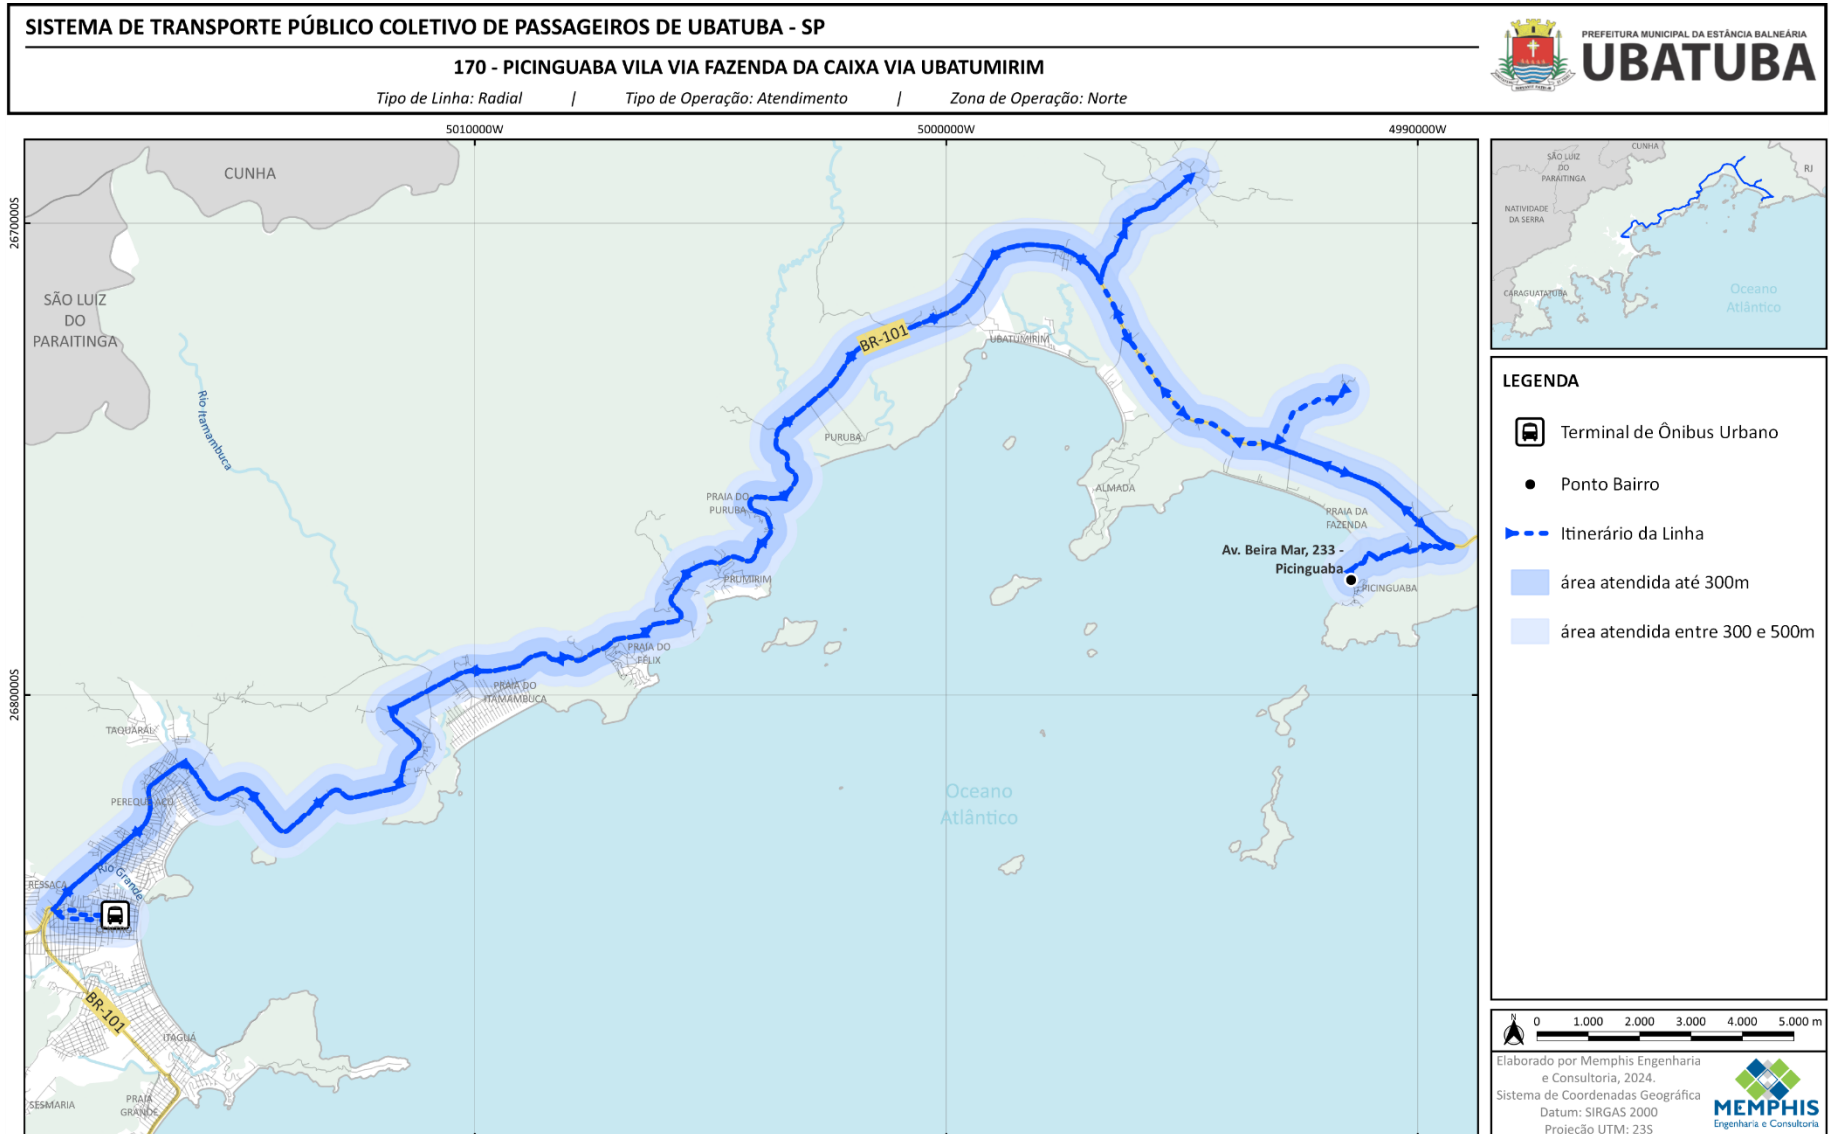 SISTEMA DE TRANSPORTE PÚBLICO COLETIVO DE PASSAGEIROS DE UBATUBA - SP
170 - PICINGUABA VILA VIA FAZENDA DA CAIXA VIA UBATUMIRIM
Tipo de Linha: Radial | Tipo de Operação: Atendimento | Zona de Operação: Norte
PREFEITURA MUNICIPAL DA ESTÂNCIA BALNEÁRIA
UBATUBA
5010000W
5000000W
4990000W
2670000S
2680000S
CUNHA
SÃO LUIZ
DO
PARAITINGA
Rio Itamambuca
BR-101
UBATUMIRIM
PURUBA
PRAIA DO
PURUBA
ALMADA
PRAIA DA
FAZENDA
Av. Beira Mar, 233 -
Picinguaba
PICINGUABA
PRUMIRIM
PRAIA DO
FÉLIX
PRAIA DO
ITAMAMBUCA
TAQUARAL
PEREQUÊ AÇU
Rio Grande
RESSACA
CENTRO
Oceano
Atlântico
BR-101
ITAGUÁ
PRAIA
GRANDE
SESMARIA
CUNHA
SÃO LUIZ
DO
PARAITINGA
RJ
NATIVIDADE
DA SERRA
CARAGUATATUBA
Oceano
Atlântico
LEGENDA
Terminal de Ônibus Urbano
Ponto Bairro
Itinerário da Linha
área atendida até 300m
área atendida entre 300 e 500m
N
0 1.000 2.000 3.000 4.000 5.000 m
Elaborado por Memphis Engenharia
e Consultoria, 2024.
Sistema de Coordenadas Geográfica
Datum: SIRGAS 2000
Projeção UTM: 23S
MEMPHIS
Engenharia e Consultoria